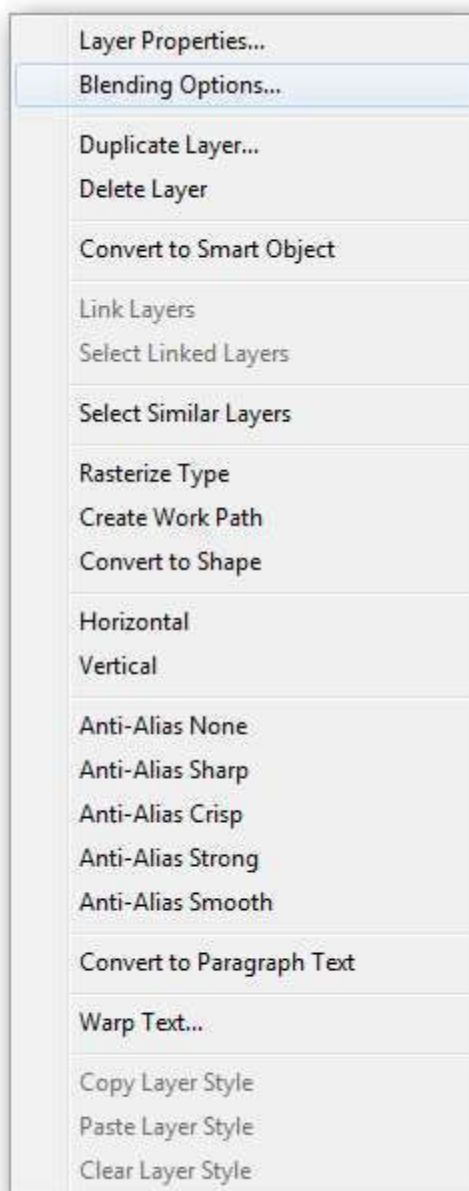 Layer Properties...
Blending Options...
Duplicate Layer...
Delete Layer
Convert to Smart Object
Link Layers
Select Linked Layers
Select Similar Layers
Rasterize Type
Create Work Path
Convert to Shape
Horizontal
Vertical
Anti-Alias None
Anti-Alias Sharp
Anti-Alias Crisp
Anti-Alias Strong
Anti-Alias Smooth
Convert to Paragraph Text
Warp Text...
Copy Layer Style
Paste Layer Style
Clear Layer Style